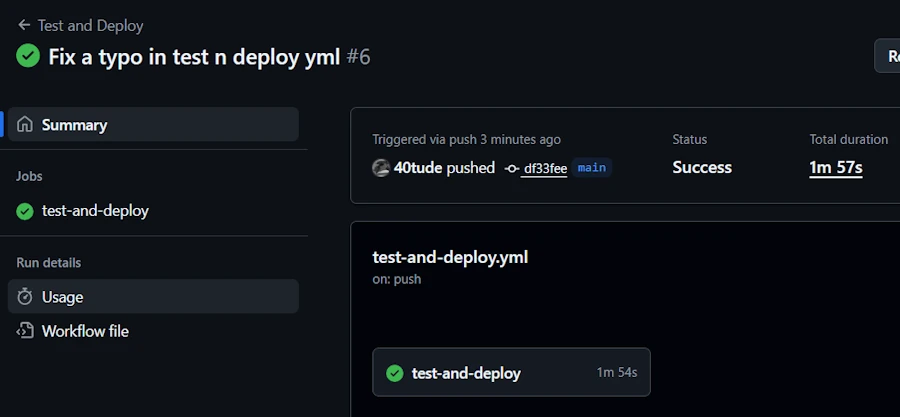 Test and Deploy
Fix a typo in test n deploy yml #6
Re
Summary
Jobs
test-and-deploy
Run details
Usage
Workflow file
Triggered via push 3 minutes ago
40tude pushed df33fee main
Status
Success
Total duration
1m 57s
test-and-deploy.yml
on: push
test-and-deploy 1m 54s